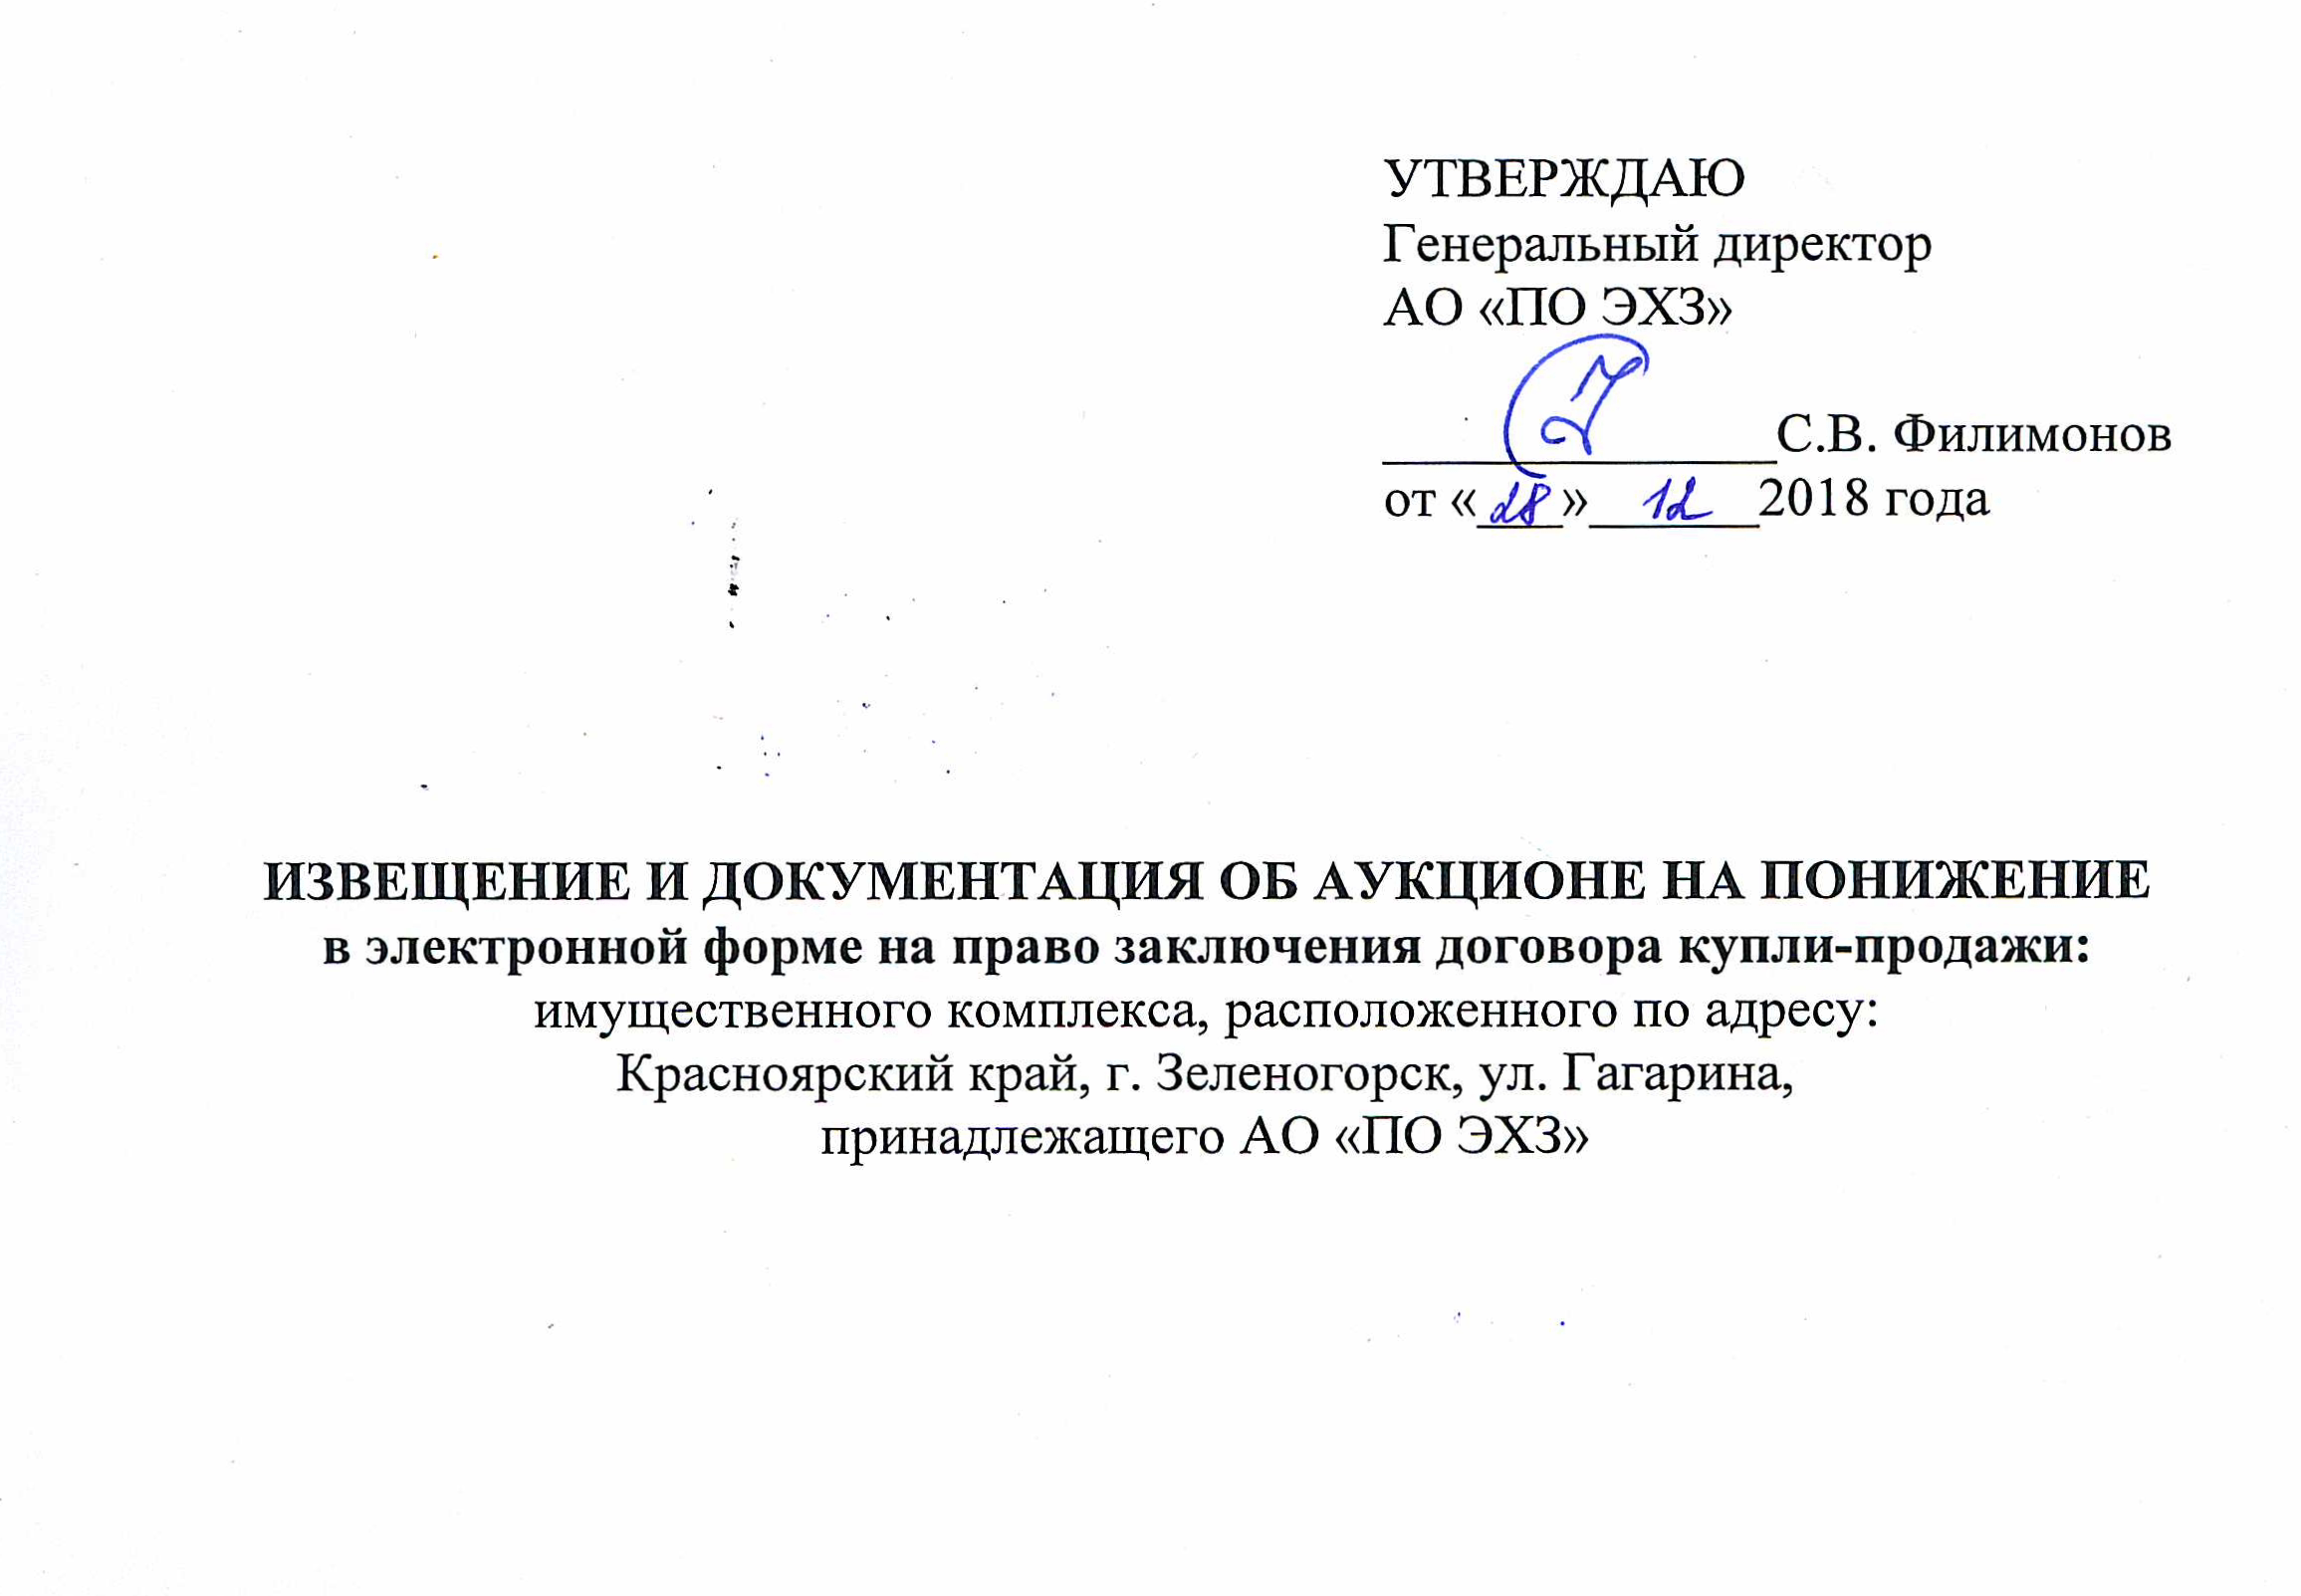 УТВЕРЖДАЮ
Генеральный директор
АО «ПО ЭХЗ»
С.В. Филимонов
от «28» 12 2018 года
ИЗВЕЩЕНИЕ И ДОКУМЕНТАЦИЯ ОБ АУКЦИОНЕ НА ПОНИЖЕНИЕ
в электронной форме на право заключения договора купли-продажи:
имущественного комплекса, расположенного по адресу:
Красноярский край, г. Зеленогорск, ул. Гагарина,
принадлежащего АО «ПО ЭХЗ»